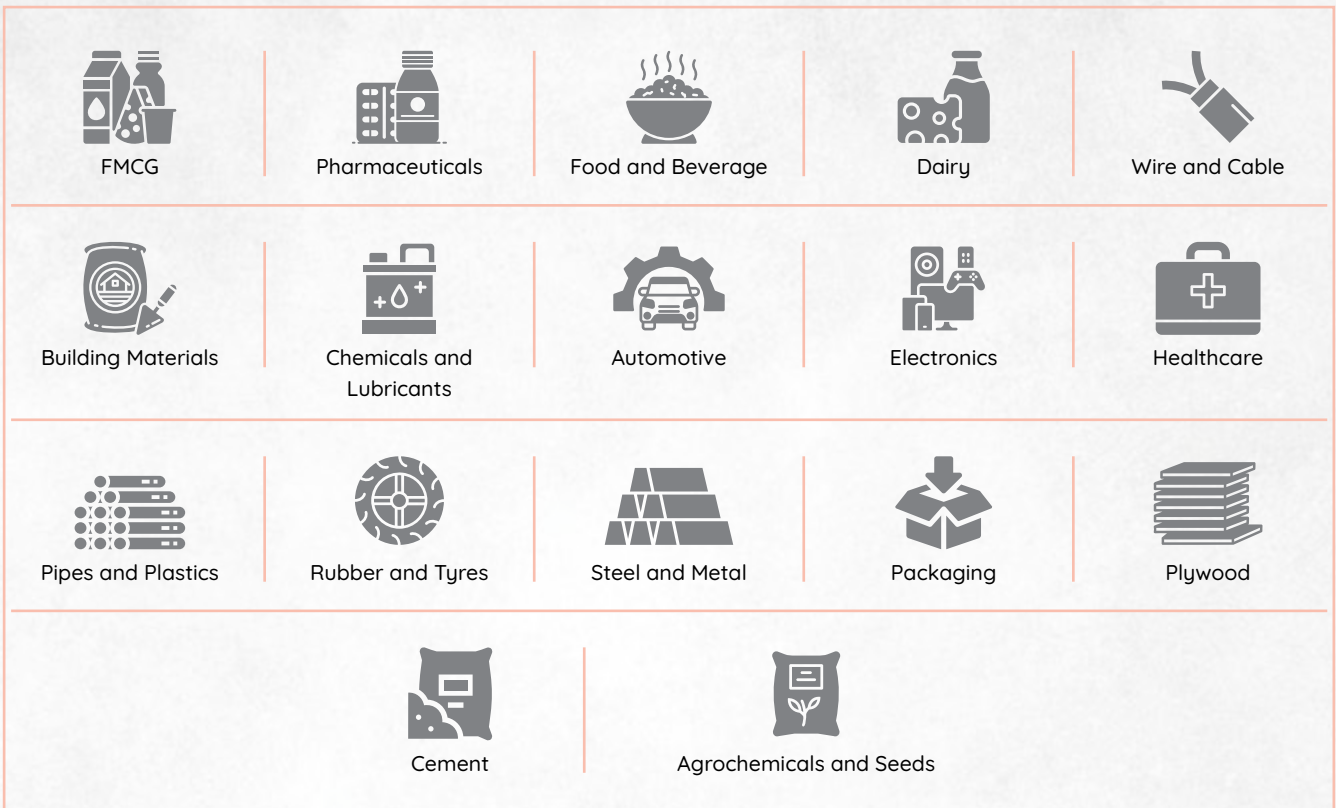 FMCG
Pharmaceuticals
Food and Beverage
Dairy
Wire and Cable
Building Materials
Chemicals and
Lubricants
Automotive
Electronics
Healthcare
Pipes and Plastics
Rubber and Tyres
Steel and Metal
Packaging
Plywood
Cement
Agrochemicals and Seeds